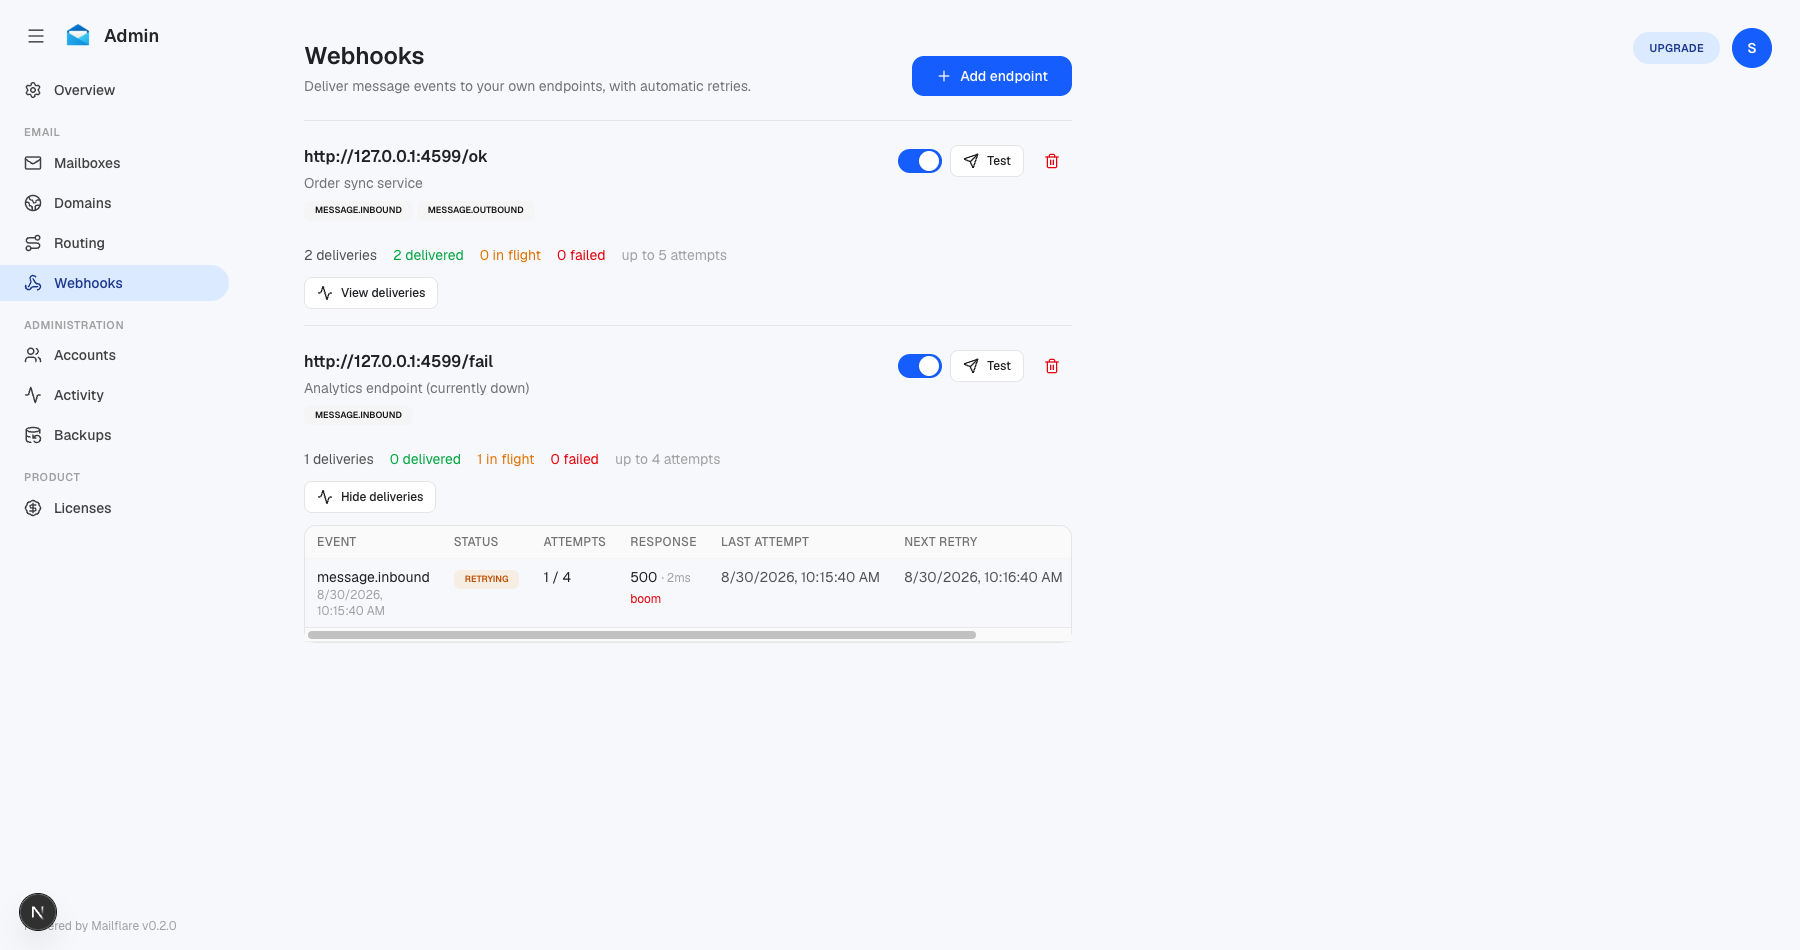 Admin
UPGRADE
S
Overview
EMAIL
Mailboxes
Domains
Routing
Webhooks
ADMINISTRATION
Accounts
Activity
Backups
PRODUCT
Licenses
Webhooks
Deliver message events to your own endpoints, with automatic retries.
Add endpoint
http://127.0.0.1:4599/ok
Test
Order sync service
MESSAGE.INBOUND MESSAGE.OUTBOUND
2 deliveries 2 delivered 0 in flight 0 failed up to 5 attempts
View deliveries
http://127.0.0.1:4599/fail
Test
Analytics endpoint (currently down)
MESSAGE.INBOUND
1 deliveries 0 delivered 1 in flight 0 failed up to 4 attempts
Hide deliveries
EVENT STATUS ATTEMPTS RESPONSE LAST ATTEMPT NEXT RETRY
message.inbound RETRYING 1 / 4 500 · 2ms 8/30/2026, 10:15:40 AM 8/30/2026, 10:16:40 AM
8/30/2026, boom
10:15:40 AM
N
ered by Mailflare v0.2.0